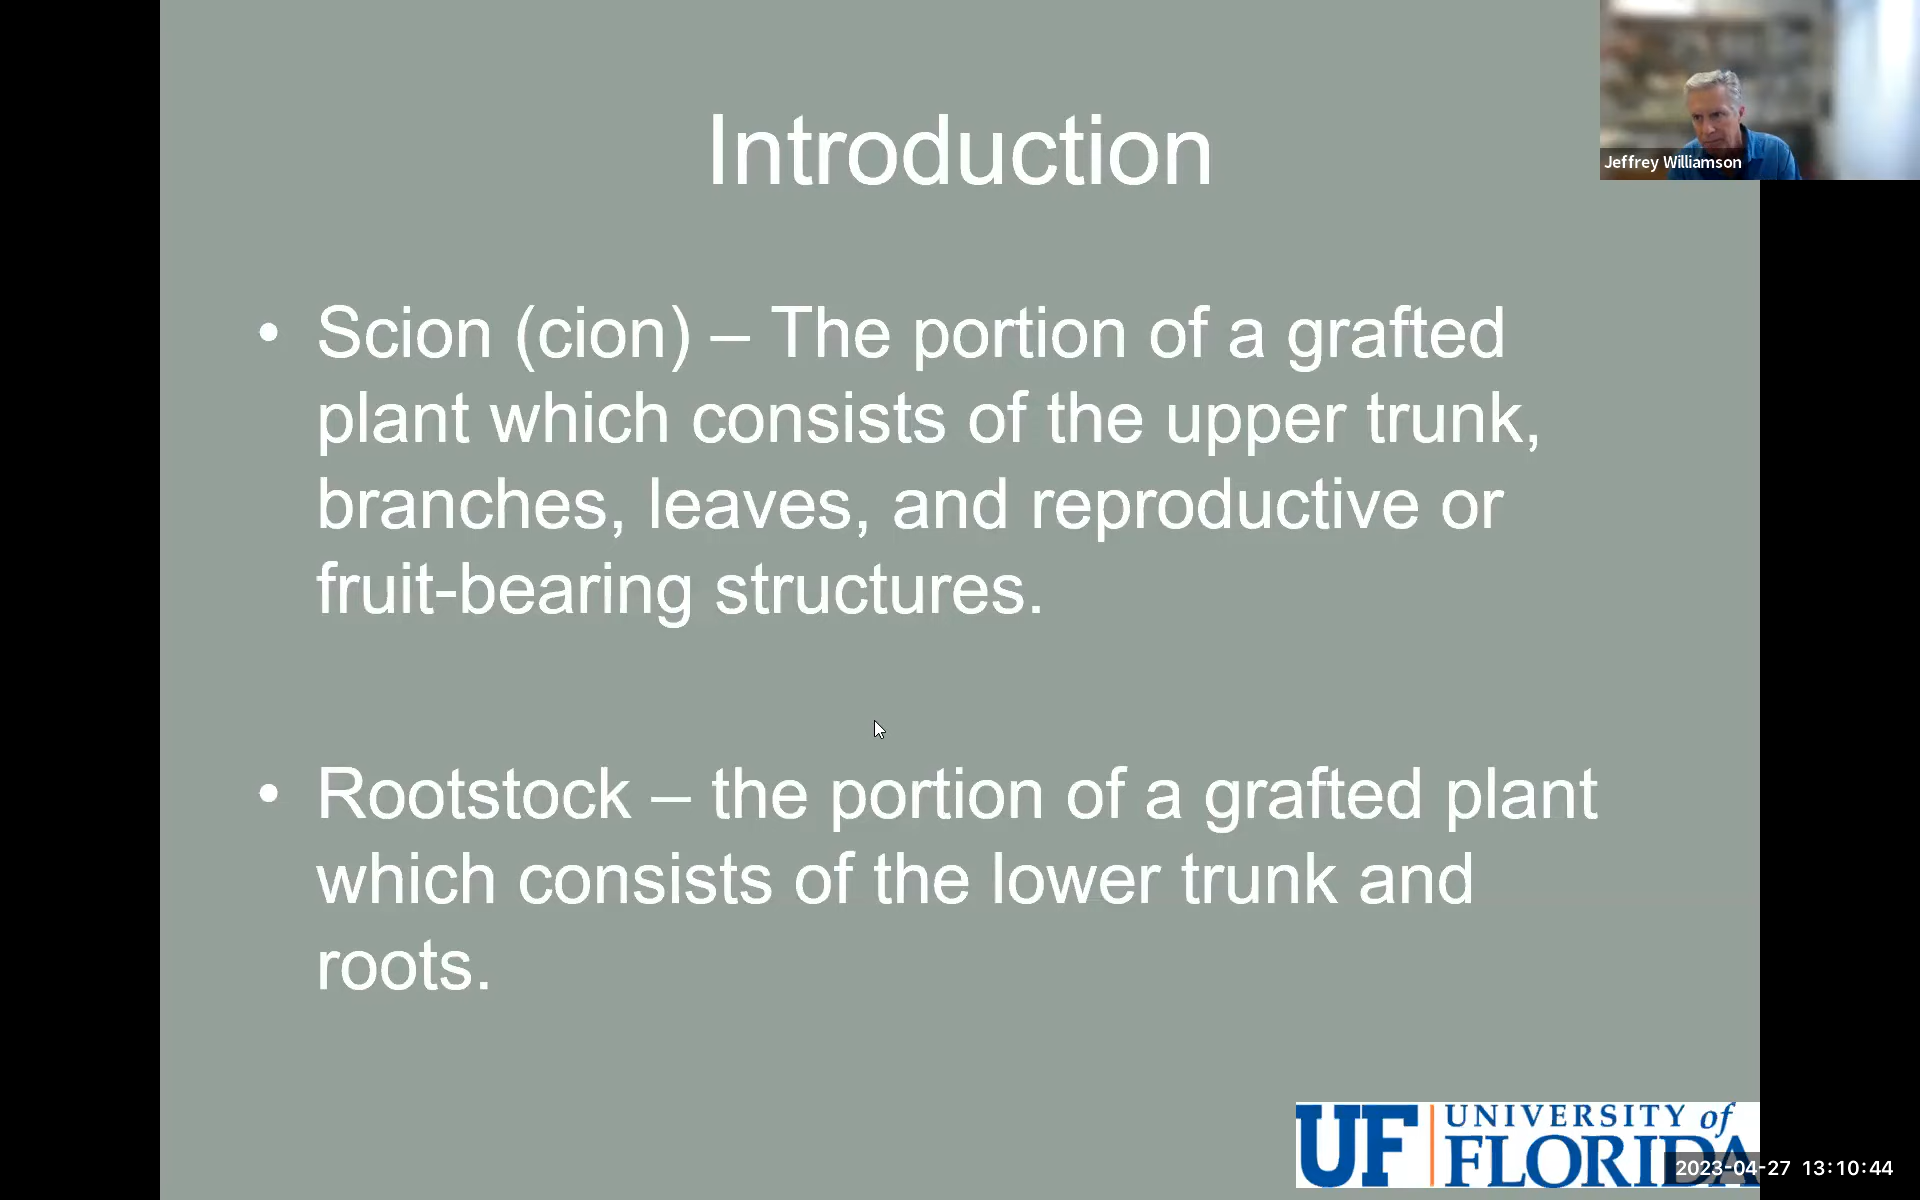 Introduction
Jeffrey Williamson
• Scion (cion) – The portion of a grafted
plant which consists of the upper trunk,
branches, leaves, and reproductive or
fruit-bearing structures.
• Rootstock – the portion of a grafted plant
which consists of the lower trunk and
roots.
UF UNIVERSITY of
FLORIDA
2023-04-27 13:10:44